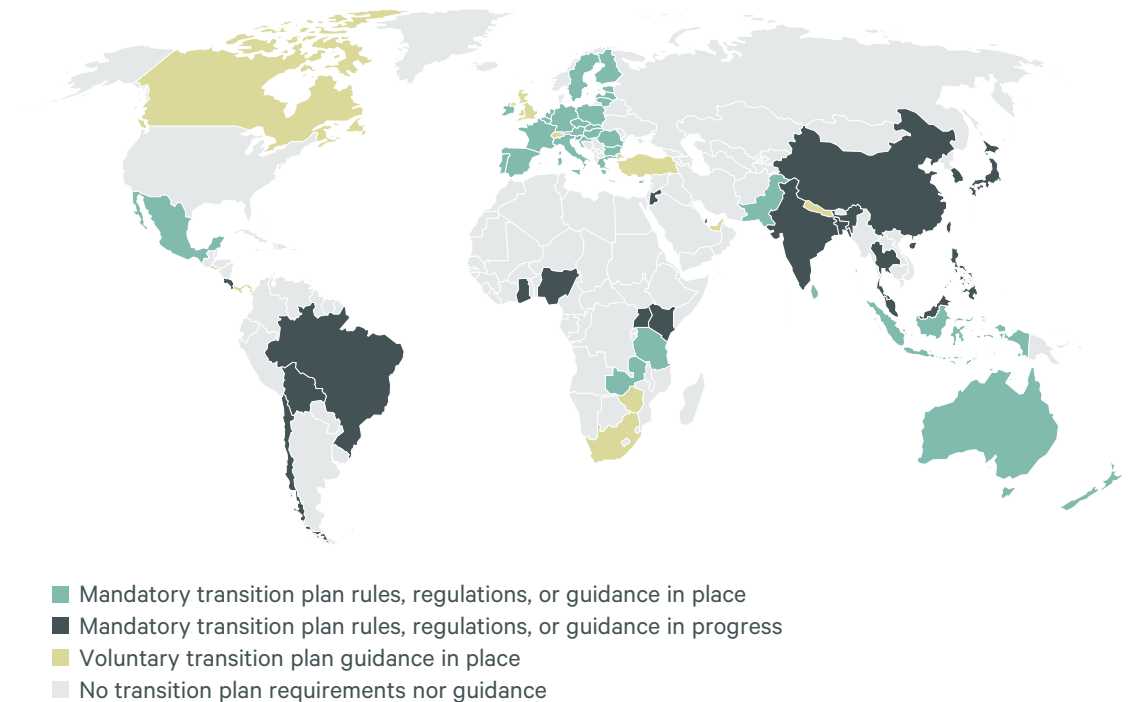 Mandatory transition plan rules, regulations, or guidance in place
Mandatory transition plan rules, regulations, or guidance in progress
Voluntary transition plan guidance in place
No transition plan requirements nor guidance